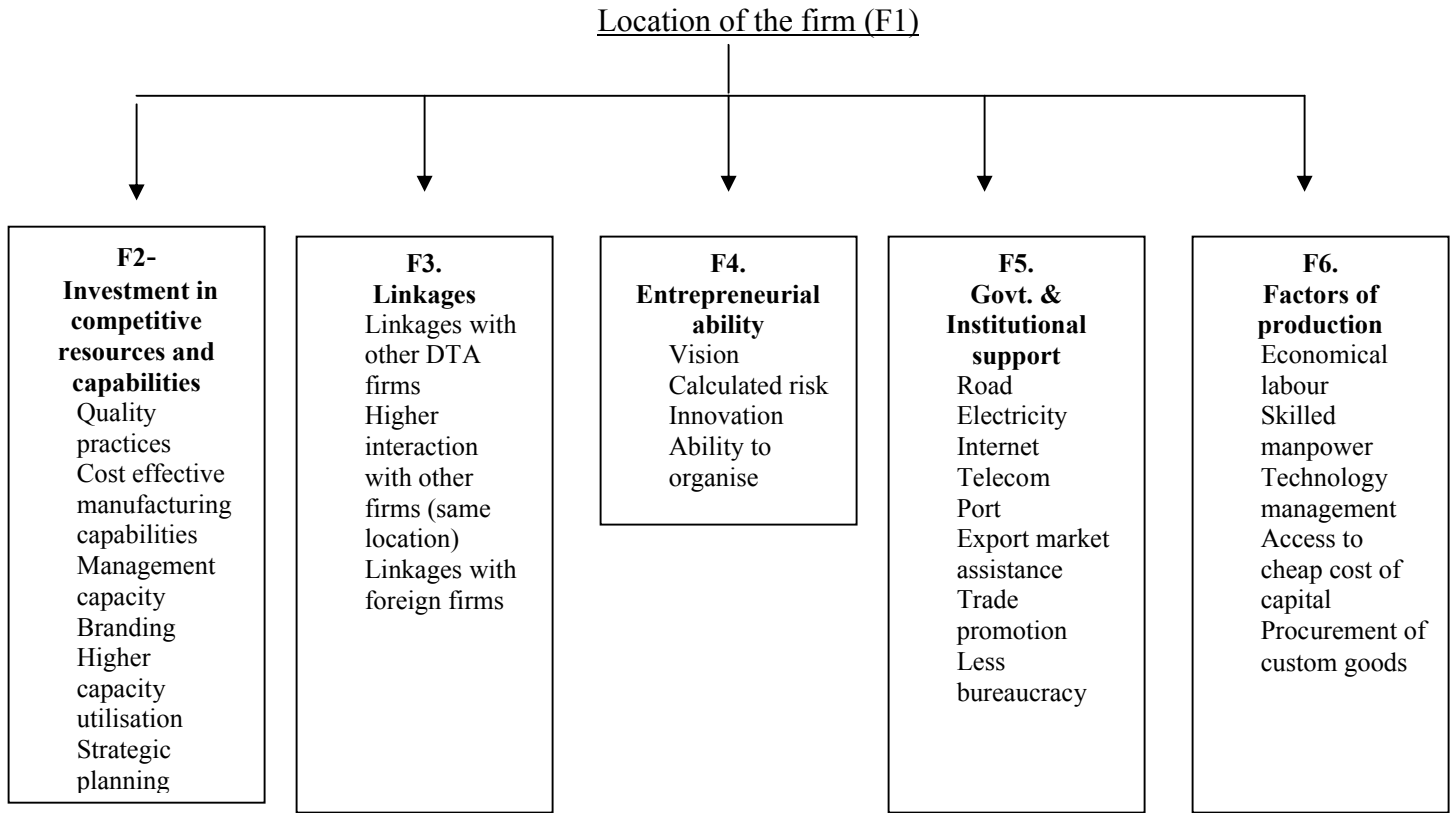 Location of the firm (F1)
F2-
Investment in
competitive
resources and
capabilities
Quality
practices
Cost effective
manufacturing
capabilities
Management
capacity
Branding
Higher
capacity
utilisation
Strategic
planning
F3.
Linkages
Linkages with
other DTA
firms
Higher
interaction
with other
firms (same
location)
Linkages with
foreign firms
F4.
Entrepreneurial
ability
Vision
Calculated risk
Innovation
Ability to
organise
F5.
Govt. &
Institutional
support
Road
Electricity
Internet
Telecom
Port
Export market
assistance
Trade
promotion
Less
bureaucracy
F6.
Factors of
production
Economical
labour
Skilled
manpower
Technology
management
Access to
cheap cost of
capital
Procurement of
custom goods